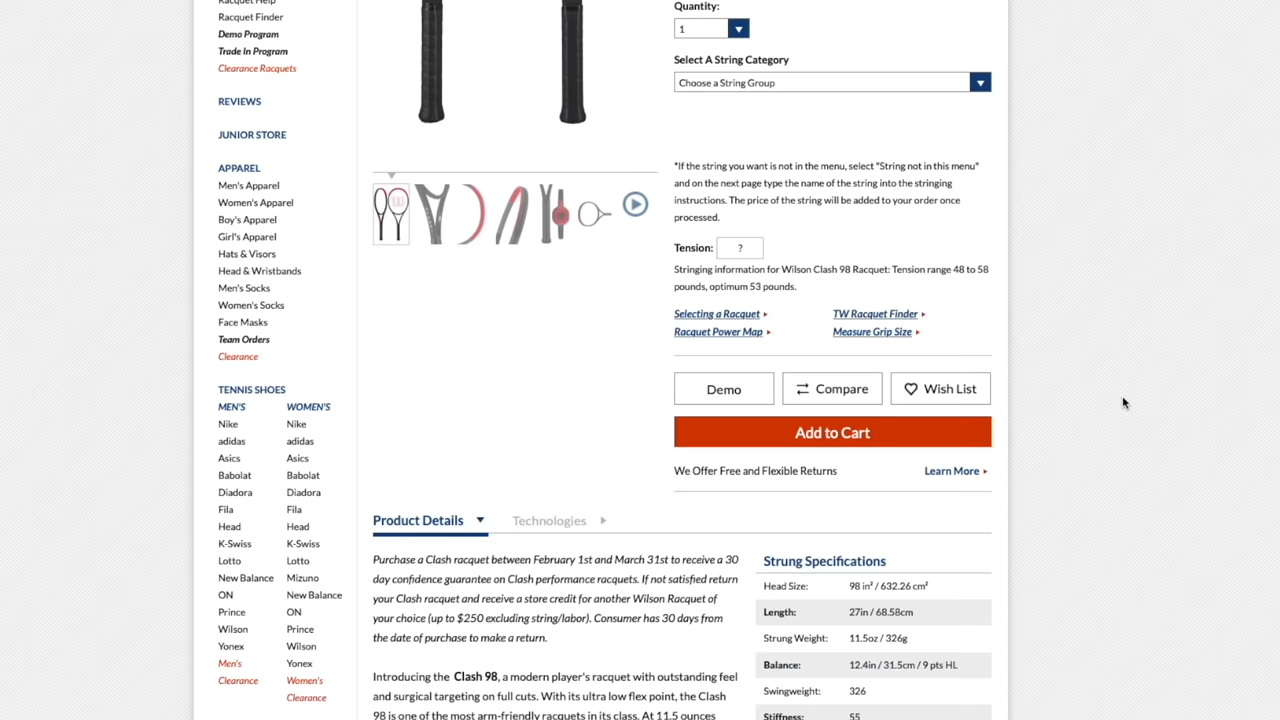 Racquet Help
Racquet Finder
Demo Program
Trade In Program
Clearance Racquets
REVIEWS
JUNIOR STORE
APPAREL
Men's Apparel
Women's Apparel
Boy's Apparel
Girl's Apparel
Hats & Visors
Head & Wristbands
Men's Socks
Women's Socks
Face Masks
Team Orders
Clearance
TENNIS SHOES
MEN'S WOMEN'S
Nike Nike
adidas adidas
Asics Asics
Babolat Babolat
Diadora Diadora
Fila Fila
Head Head
K-Swiss K-Swiss
Lotto Lotto
New Balance Mizuno
ON New Balance
Prince ON
Wilson Prince
Yonex Wilson
Men's Yonex
Clearance Women's
Clearance
Quantity:
1
Select A String Category
Choose a String Group
*If the string you want is not in the menu, select "String not in this menu"
and on the next page type the name of the string into the stringing
instructions. The price of the string will be added to your order once
processed.
Tension: ?
Stringing information for Wilson Clash 98 Racquet: Tension range 48 to 58
pounds, optimum 53 pounds.
Selecting a Racquet TW Racquet Finder
Racquet Power Map Measure Grip Size
Demo Compare Wish List
Add to Cart
We Offer Free and Flexible Returns Learn More
Product Details Technologies
Purchase a Clash racquet between February 1st and March 31st to receive a 30
day confidence guarantee on Clash performance racquets. If not satisfied return
your Clash racquet and receive a store credit for another Wilson Racquet of
your choice (up to $250 excluding string/labor). Consumer has 30 days from
the date of purchase to make a return.
Introducing the Clash 98, a modern player's racquet with outstanding feel
and surgical targeting on full cuts. With its ultra low flex point, the Clash
98 is one of the most arm-friendly racquets in its class. At 11.5 ounces
Strung Specifications
Head Size: 98 in² / 632.26 cm²
Length: 27in / 68.58cm
Strung Weight: 11.5oz / 326g
Balance: 12.4in / 31.5cm / 9 pts HL
Swingweight: 326
Stiffness: 55